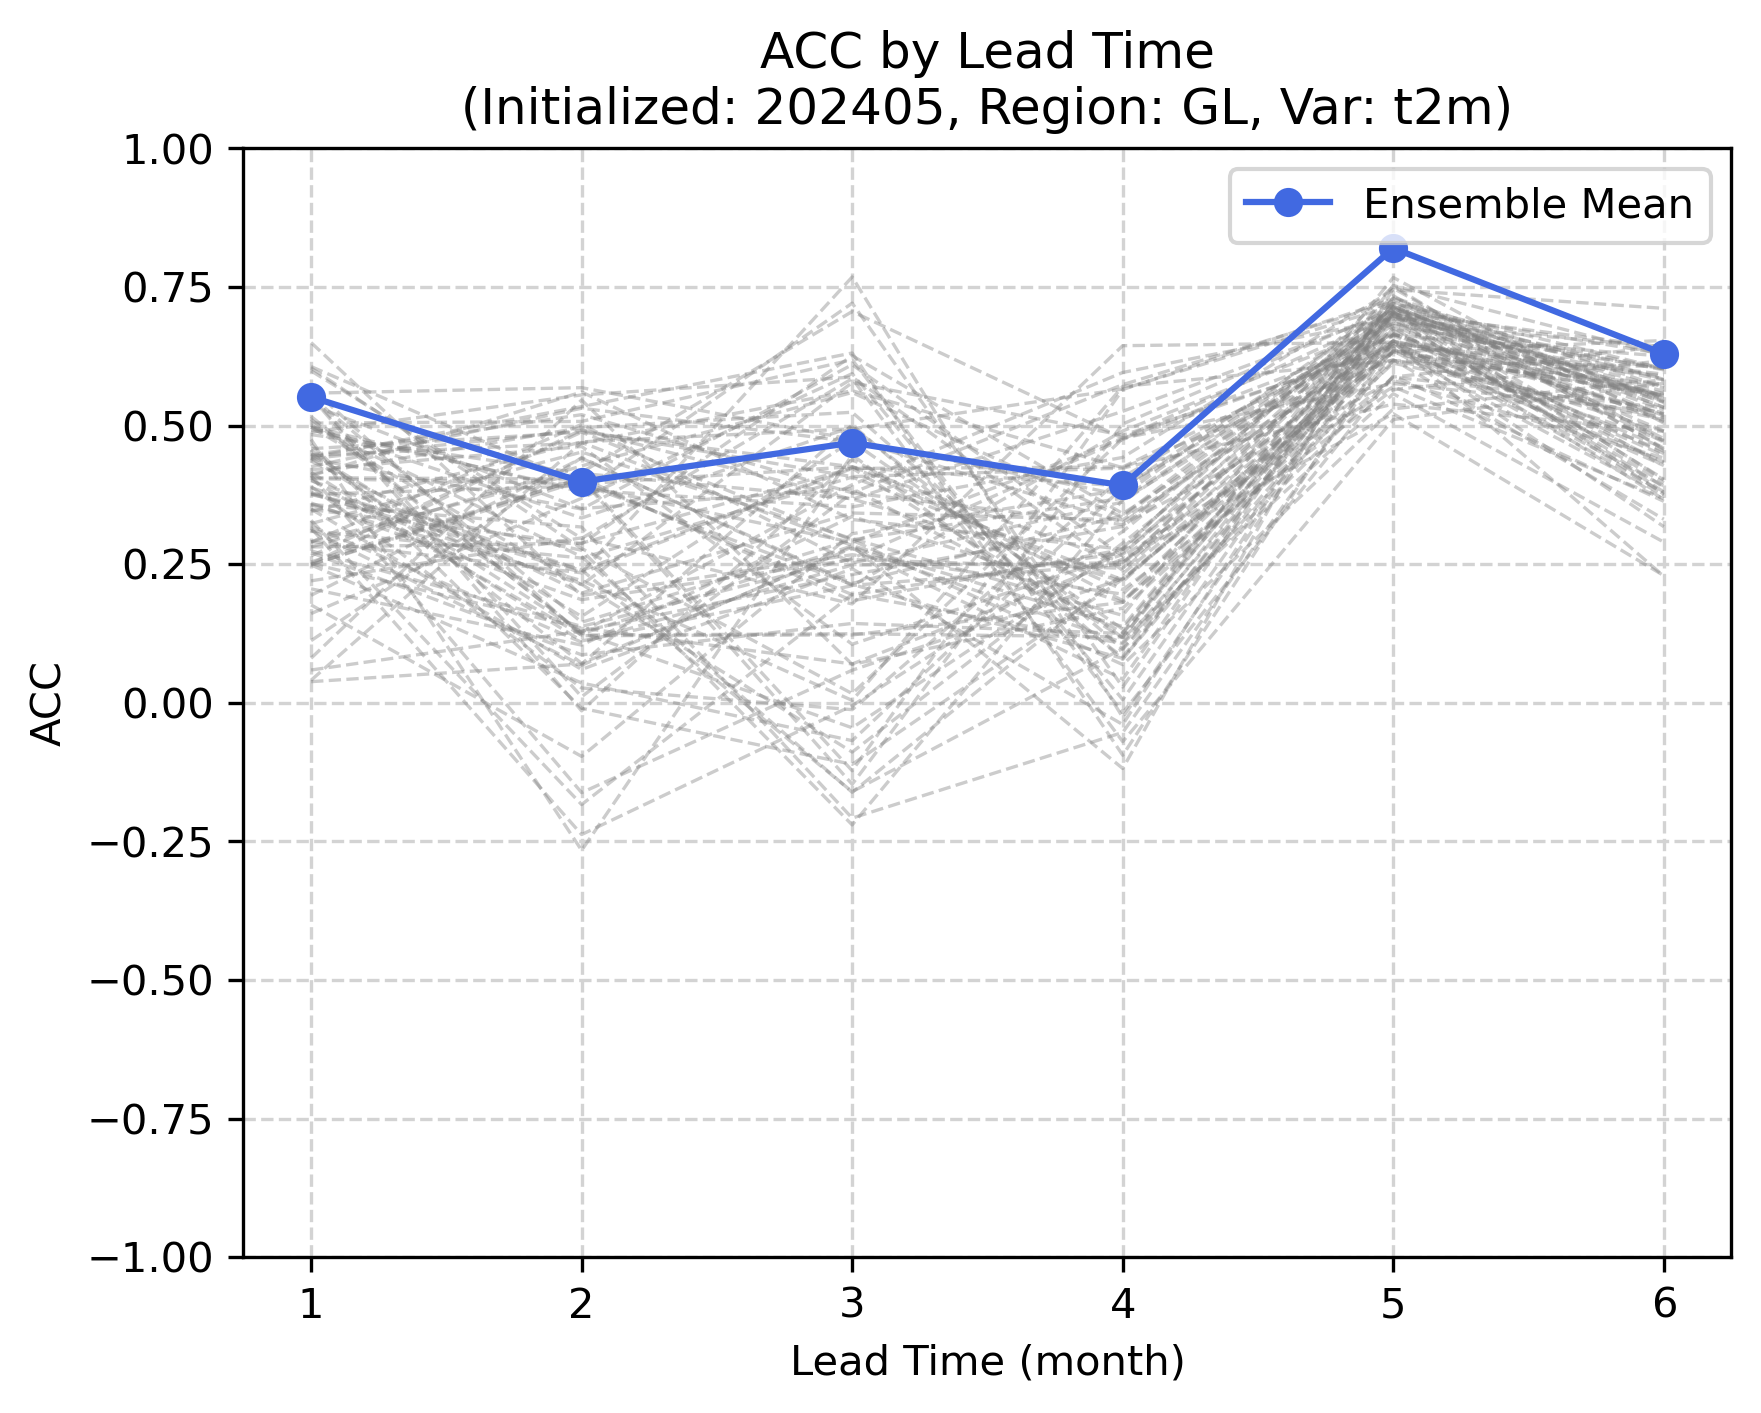 ACC by Lead Time
(Initialized: 202405, Region: GL, Var: t2m)
Ensemble Mean
ACC
1.00
0.75
0.50
0.25
0.00
−0.25
−0.50
−0.75
−1.00
1 2 3 4 5 6
Lead Time (month)